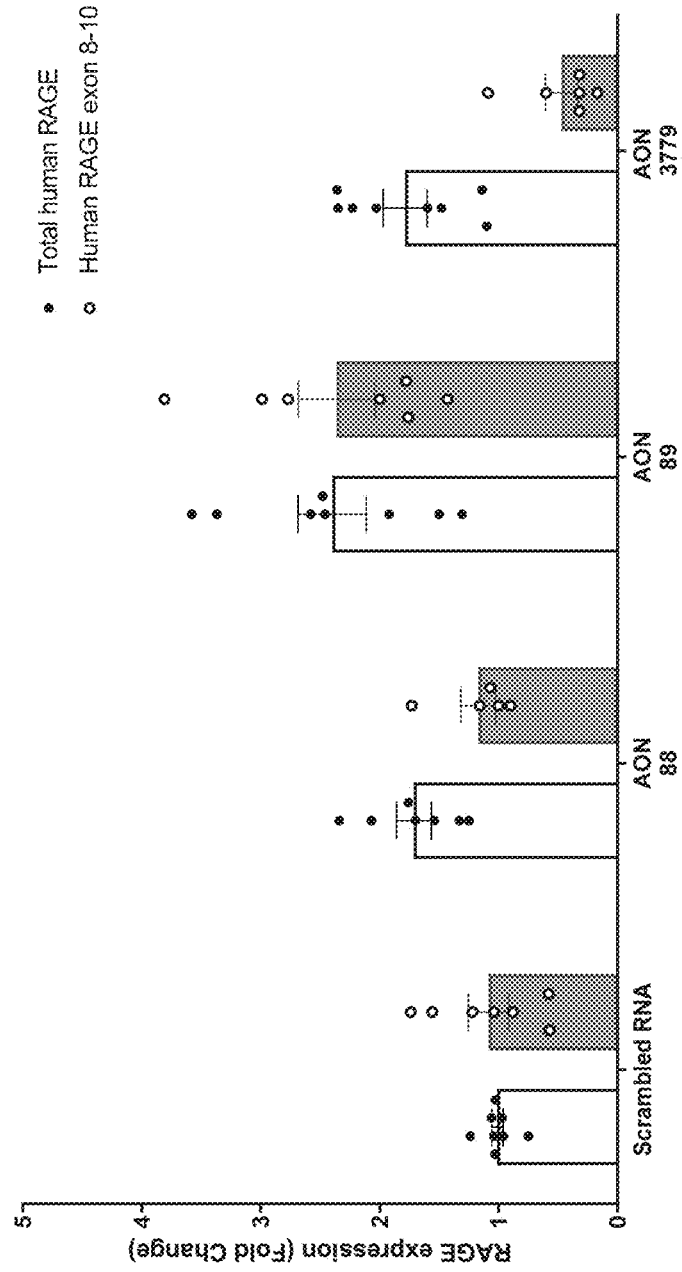 Total human RAGE
Human RAGE exon 8-10
RAGE expression (Fold Change)
5
4
3
2
1
0
Scrambled RNA
AON
88
AON
89
AON
3779